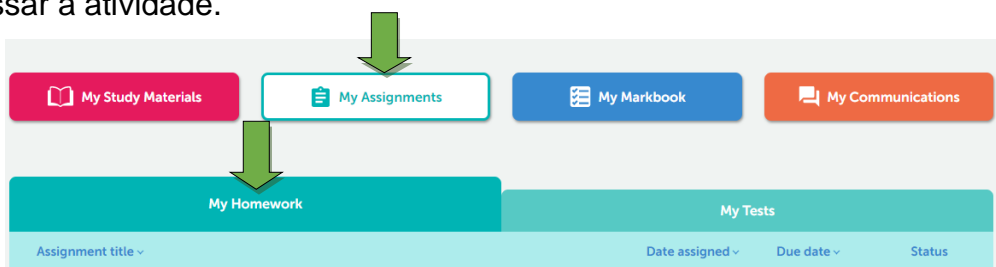 a atividade.
My Study Materials
My Assignments
My Markbook
My Communications
My Homework
My Tests
Assignment title
Date assigned
Due date
Status